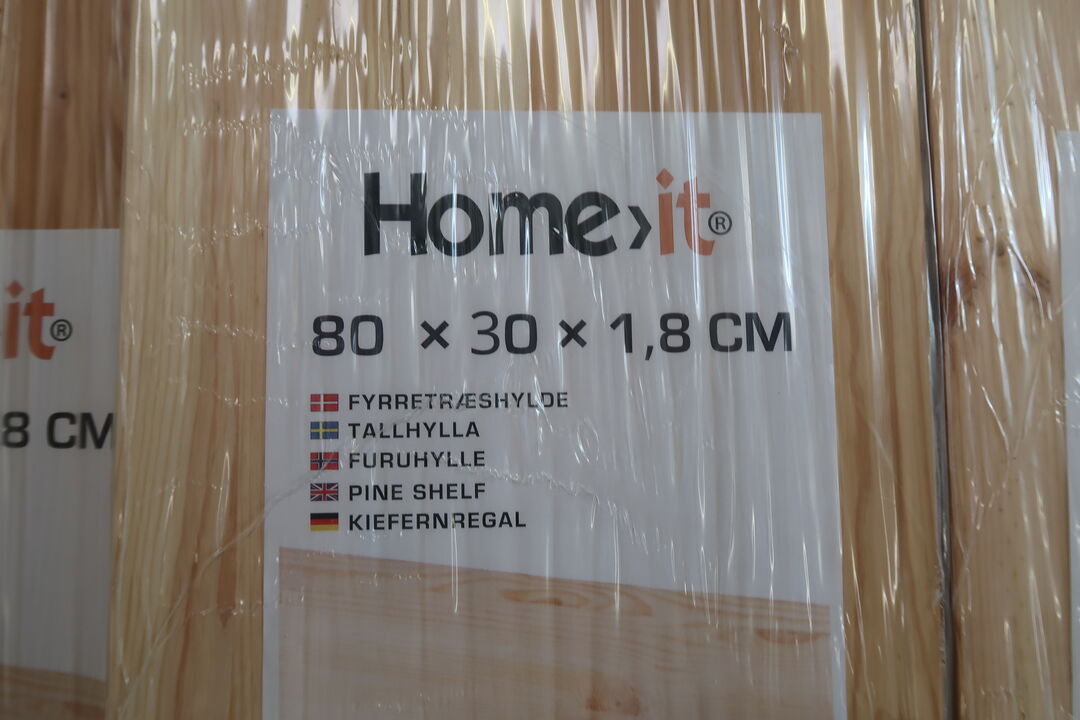 Home›it®
80 × 30 × 1,8 CM
FYRRETRÆSHYLDE
TALLHYLLA
FURUHYLLE
PINE SHELF
KIEFERNREGAL
it®
8 CM